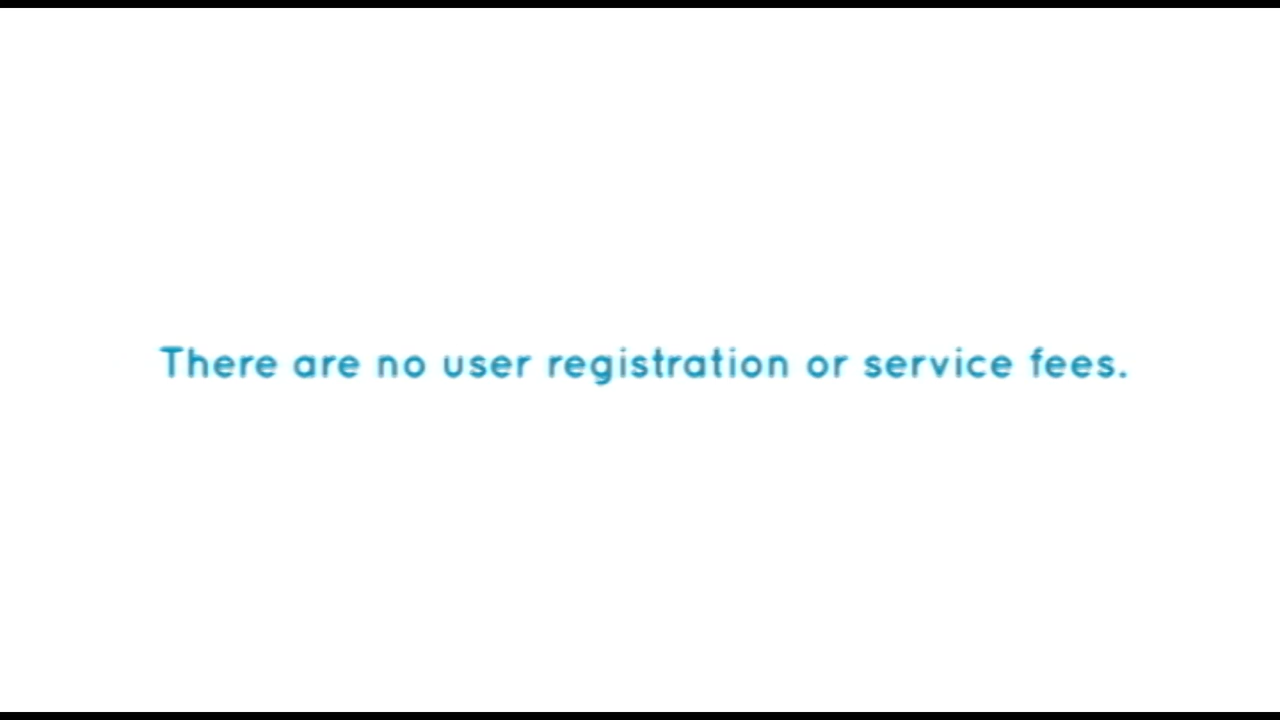 There are no user registration or service fees.